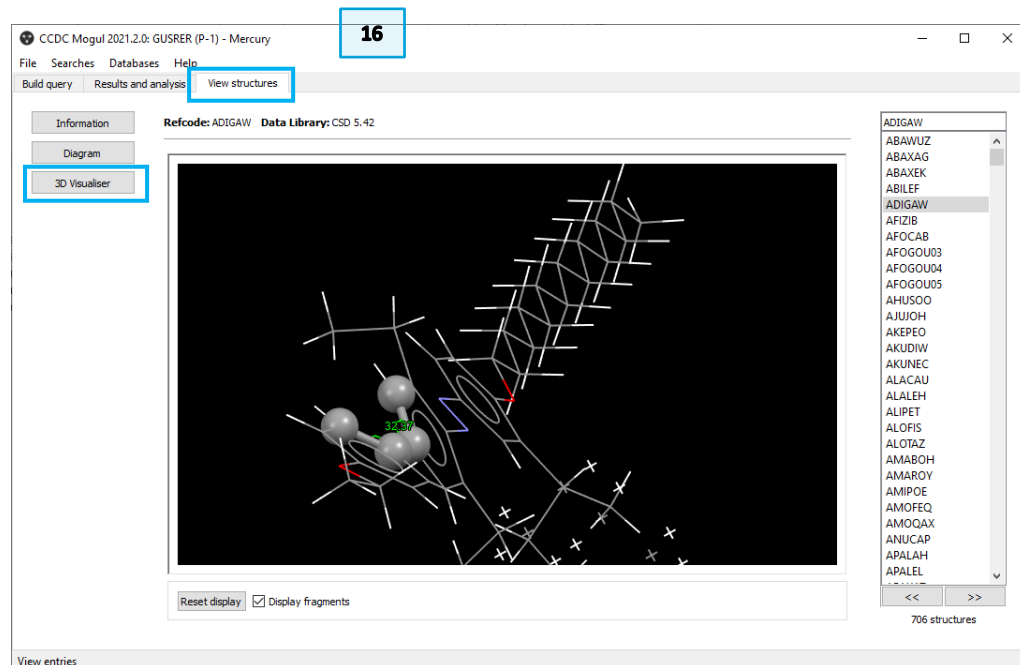 16
CCDC Mogul 2021.2.0: GUSRER (P-1) - Mercury
File Searches Databases Help
Build query Results and analysis View structures
Information
Diagram
3D Visualiser
Refcode: ADIGAW Data Library: CSD 5.42
32.37
Reset display Display fragments
ADIGAW
ABAWUZ
ABAXAG
ABAXEK
ABILEF
ADIGAW
AFIZIB
AFOCAB
AFOGOU03
AFOGOU04
AFOGOU05
AHUSOO
AJUJOH
AKEPEO
AKUDIW
AKUNEC
ALACAU
ALALEH
ALIPET
ALOFIS
ALOTAZ
AMABOH
AMAROY
AMIPOE
AMOFEQ
AMOQAX
ANUCAP
APALAH
APALEL
<< >>
706 structures
View entries